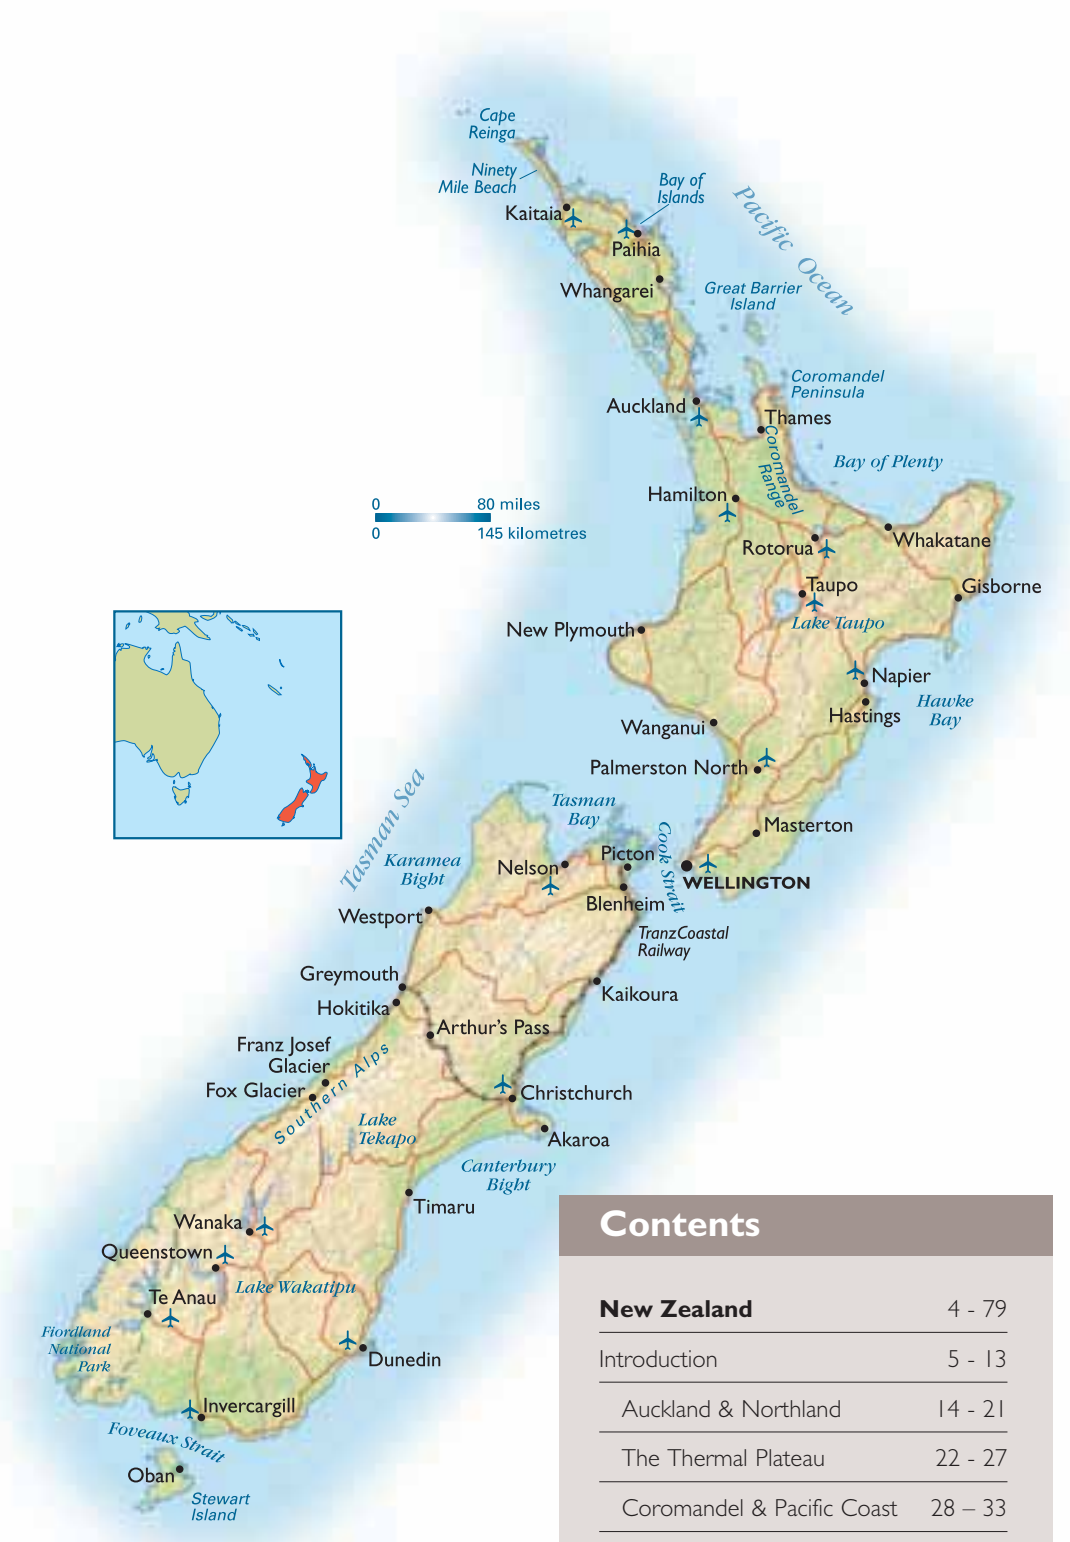 Cape
Reinga
Ninety
Mile Beach
Bay of
Islands
Kaitaia
Paihia
Pacific Ocean
Whangarei
Great Barrier
Island
Coromandel
Peninsula
Auckland
Thames
Coromandel
Range
Bay of Plenty
Hamilton
0 80 miles
0 145 kilometres
Rotorua
Whakatane
Taupo
Gisborne
Lake Taupo
New Plymouth
Napier
Hawke
Bay
Hastings
Wanganui
Palmerston North
Tasman Sea
Tasman
Bay
Masterton
Cook Strait
Karamea
Bight
Nelson
Picton
WELLINGTON
Blenheim
Westport
TranzCoastal
Railway
Greymouth
Kaikoura
Hokitika
Arthur's Pass
Franz Josef
Glacier
Fox Glacier
Southern Alps
Christchurch
Lake
Tekapo
Akaroa
Canterbury
Bight
Timaru
Wanaka
Queenstown
Lake Wakatipu
Te Anau
Fiordland
National
Park
Dunedin
Invercargill
Foveaux Strait
Oban
Stewart
Island
Contents
New Zealand 4 - 79
Introduction 5 - 13
Auckland & Northland 14 - 21
The Thermal Plateau 22 - 27
Coromandel & Pacific Coast 28 – 33